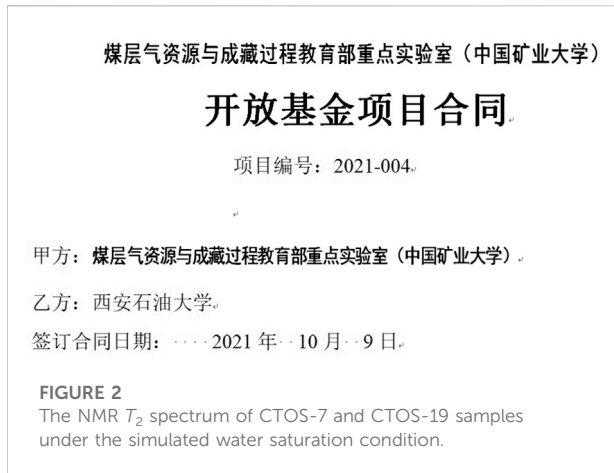 煤层气资源与成藏过程教育部重点实验室（中国矿业大学）
开放基金项目合同
项目编号：2021-004
甲方：煤层气资源与成藏过程教育部重点实验室（中国矿业大学）
乙方：西安石油大学
签订合同日期：····2021 年··10 月··9 日
FIGURE 2
The NMR T₂ spectrum of CTOS-7 and CTOS-19 samples
under the simulated water saturation condition.